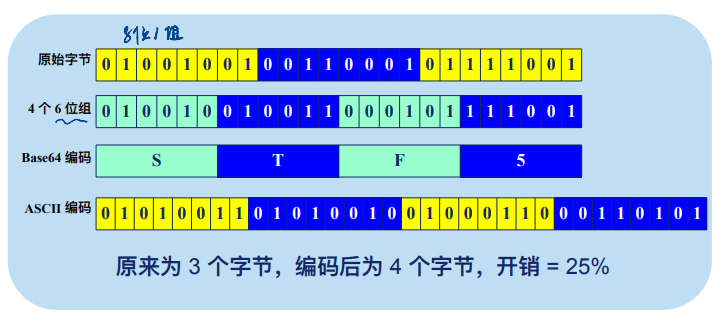 8位1组
原始字节 0 1 0 0 1 0 0 1 0 0 1 1 0 0 0 1 0 1 1 1 1 0 0 1
4 个 6 位组 0 1 0 0 1 0 0 1 0 0 1 1 0 0 0 1 0 1 1 1 1 0 0 1
Base64 编码 S T F 5
ASCII 编码 0 1 0 1 0 0 1 1 0 1 0 1 0 0 1 0 0 1 0 0 0 1 1 0 0 0 1 1 0 1 0 1
原来为 3 个字节，编码后为 4 个字节，开销 = 25%